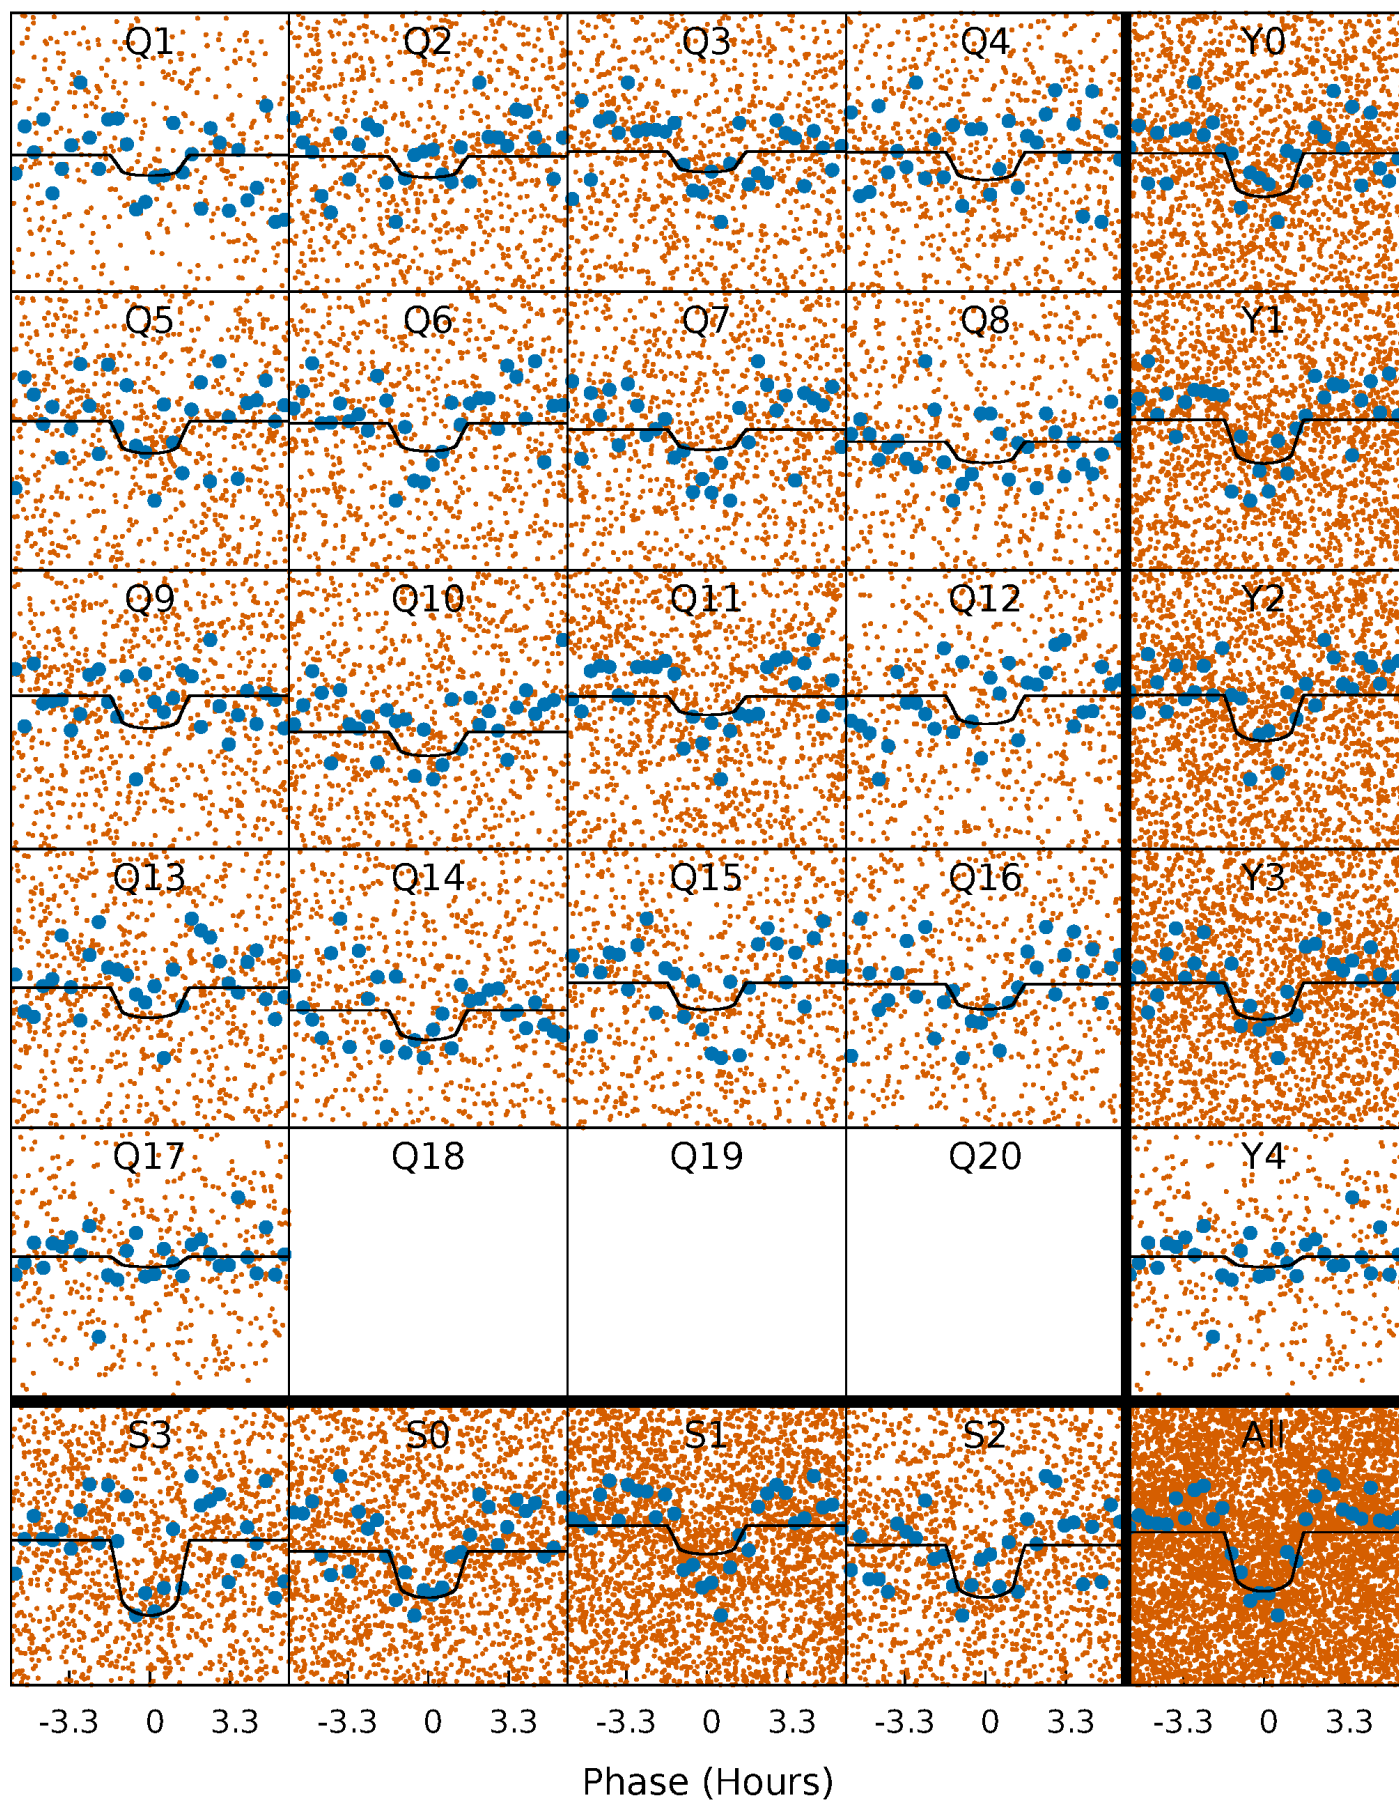 Q1 Q2 Q3 Q4 Y0
Q5 Q6 Q7 Q8 Y1
Q9 Q10 Q11 Q12 Y2
Q13 Q14 Q15 Q16 Y3
Q17 Q18 Q19 Q20 Y4
S3 S0 S1 S2 All
-3.3 0 3.3 -3.3 0 3.3 -3.3 0 3.3 -3.3 0 3.3 -3.3 0 3.3
Phase (Hours)